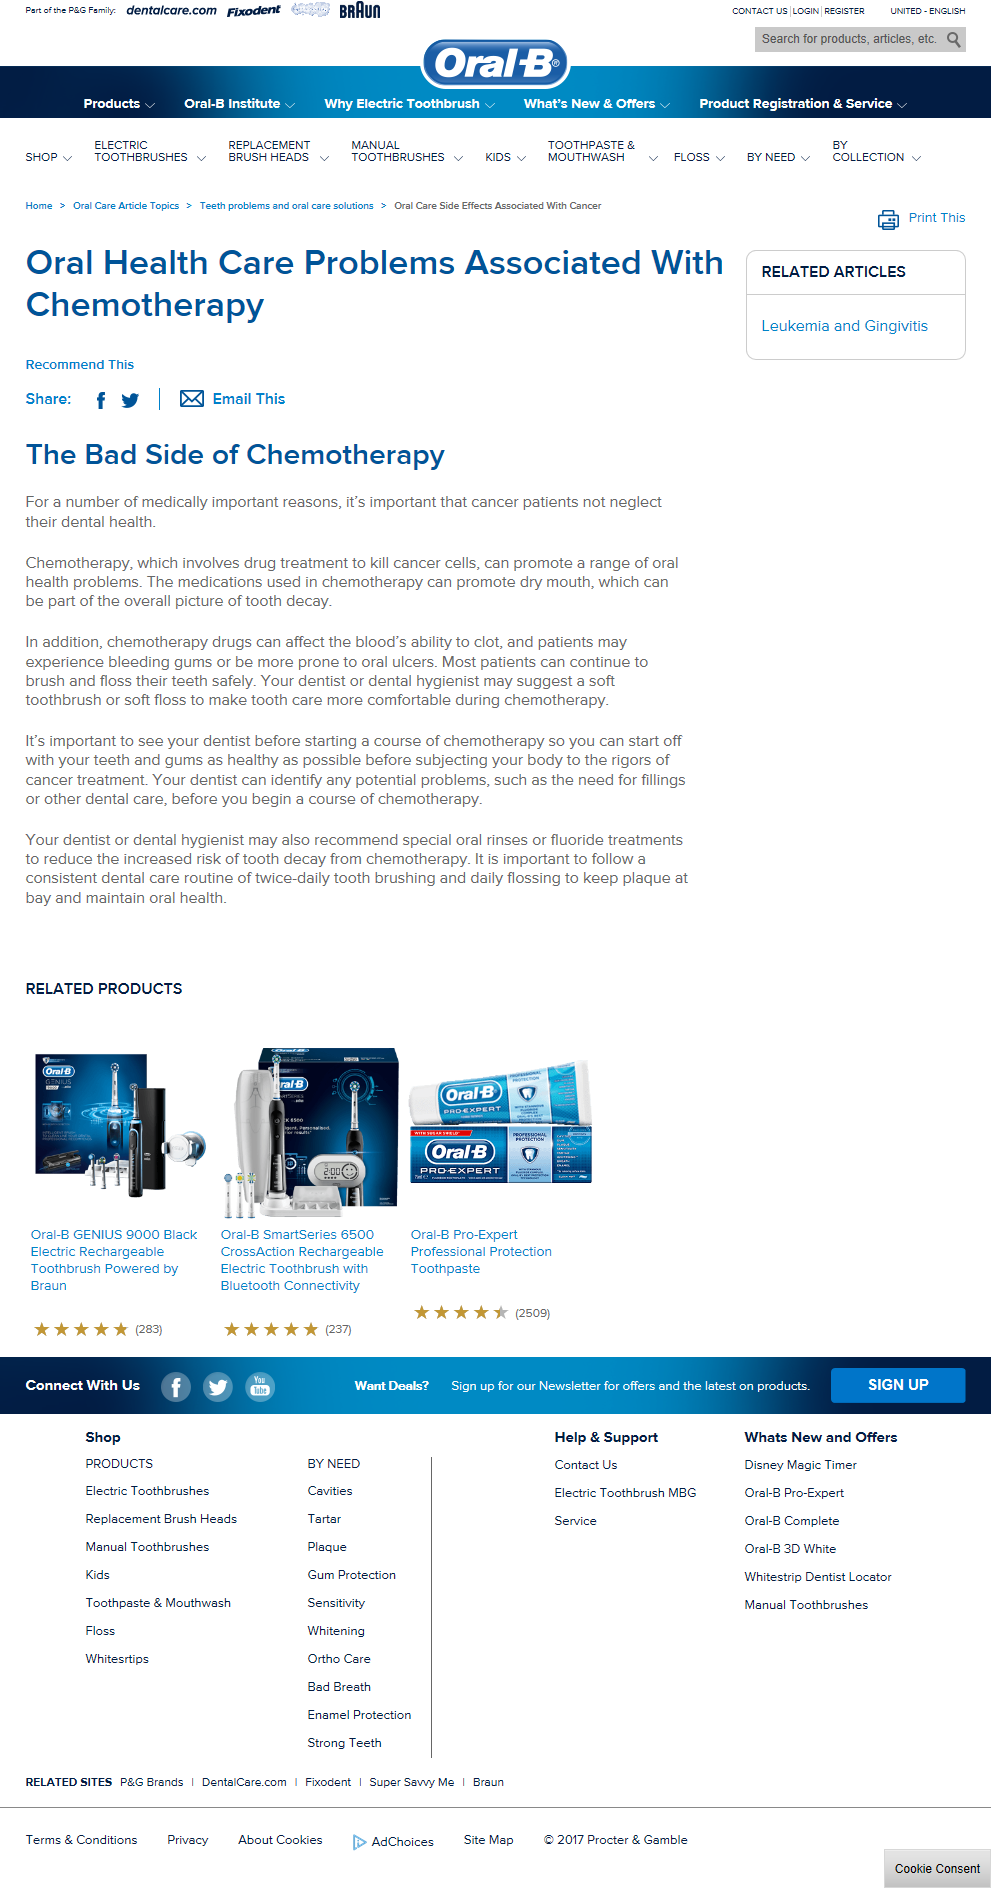 Part of the P&G Family:
dentalcare.com
Fixodent
BRAUN
CONTACT US | LOGIN | REGISTER
UNITED - ENGLISH
Search for products, articles, etc.
Oral-B®
Products
Oral-B Institute
Why Electric Toothbrush
What's New & Offers
Product Registration & Service
SHOP
ELECTRIC
TOOTHBRUSHES
REPLACEMENT
BRUSH HEADS
MANUAL
TOOTHBRUSHES
KIDS
TOOTHPASTE &
MOUTHWASH
FLOSS
BY NEED
BY
COLLECTION
Home > Oral Care Article Topics > Teeth problems and oral care solutions > Oral Care Side Effects Associated With Cancer
Print This
Oral Health Care Problems Associated With
Chemotherapy
RELATED ARTICLES
Leukemia and Gingivitis
Recommend This
Share:
Email This
The Bad Side of Chemotherapy
For a number of medically important reasons, it's important that cancer patients not neglect
their dental health.
Chemotherapy, which involves drug treatment to kill cancer cells, can promote a range of oral
health problems. The medications used in chemotherapy can promote dry mouth, which can
be part of the overall picture of tooth decay.
In addition, chemotherapy drugs can affect the blood's ability to clot, and patients may
experience bleeding gums or be more prone to oral ulcers. Most patients can continue to
brush and floss their teeth safely. Your dentist or dental hygienist may suggest a soft
toothbrush or soft floss to make tooth care more comfortable during chemotherapy.
It's important to see your dentist before starting a course of chemotherapy so you can start off
with your teeth and gums as healthy as possible before subjecting your body to the rigors of
cancer treatment. Your dentist can identify any potential problems, such as the need for fillings
or other dental care, before you begin a course of chemotherapy.
Your dentist or dental hygienist may also recommend special oral rinses or fluoride treatments
to reduce the increased risk of tooth decay from chemotherapy. It is important to follow a
consistent dental care routine of twice-daily tooth brushing and daily flossing to keep plaque at
bay and maintain oral health.
RELATED PRODUCTS
Oral-B
GENIUS
2:00
Oral-B
PRO-EXPERT
PROFESSIONAL
PROTECTION
Oral-B
PRO-EXPERT
PROFESSIONAL
PROTECTION
Oral-B GENIUS 9000 Black
Electric Rechargeable
Toothbrush Powered by
Braun
(283)
Oral-B SmartSeries 6500
CrossAction Rechargeable
Electric Toothbrush with
Bluetooth Connectivity
(237)
Oral-B Pro-Expert
Professional Protection
Toothpaste
(2509)
Connect With Us
You
Tube
Want Deals?
Sign up for our Newsletter for offers and the latest on products.
SIGN UP
Shop
PRODUCTS
Electric Toothbrushes
Replacement Brush Heads
Manual Toothbrushes
Kids
Toothpaste & Mouthwash
Floss
Whitesrtips
BY NEED
Cavities
Tartar
Plaque
Gum Protection
Sensitivity
Whitening
Ortho Care
Bad Breath
Enamel Protection
Strong Teeth
Help & Support
Contact Us
Electric Toothbrush MBG
Service
Whats New and Offers
Disney Magic Timer
Oral-B Pro-Expert
Oral-B Complete
Oral-B 3D White
Whitestrip Dentist Locator
Manual Toothbrushes
RELATED SITES P&G Brands | DentalCare.com | Fixodent | Super Savvy Me | Braun
Terms & Conditions
Privacy
About Cookies
AdChoices
Site Map
© 2017 Procter & Gamble
Cookie Consent